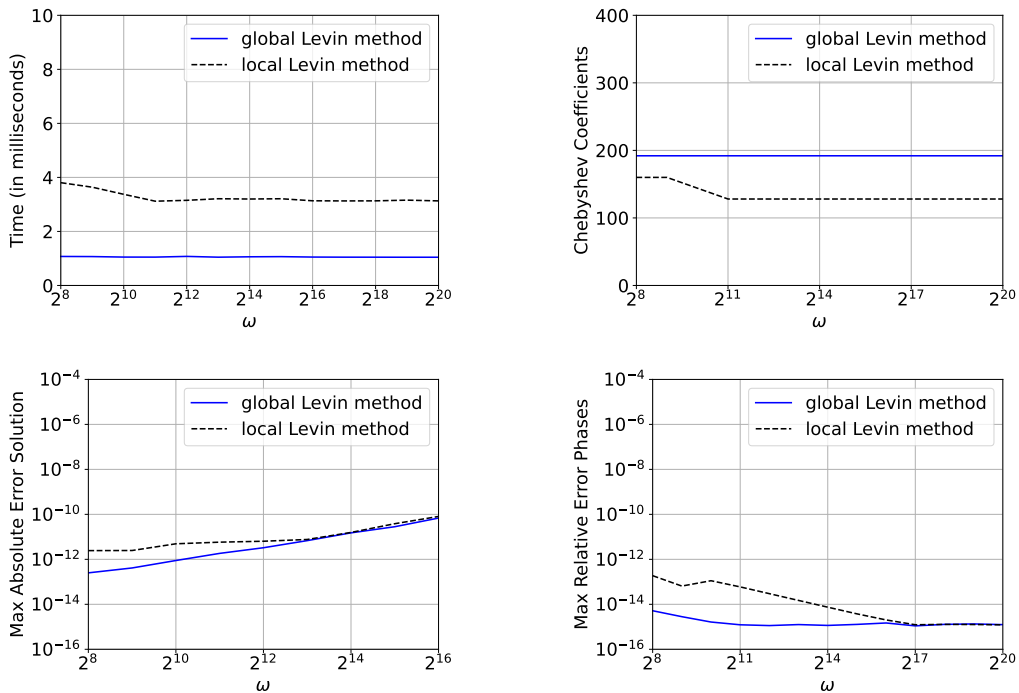 Time (in milliseconds)
10
8
6
4
2
0
2^8 2^10 2^12 2^14 2^16 2^18 2^20
ω
global Levin method
local Levin method
Chebyshev Coefficients
400
300
200
100
0
2^8 2^11 2^14 2^17 2^20
ω
global Levin method
local Levin method
Max Absolute Error Solution
10^−4
10^−6
10^−8
10^−10
10^−12
10^−14
10^−16
2^8 2^10 2^12 2^14 2^16
ω
global Levin method
local Levin method
Max Relative Error Phases
10^−4
10^−6
10^−8
10^−10
10^−12
10^−14
10^−16
2^8 2^11 2^14 2^17 2^20
ω
global Levin method
local Levin method